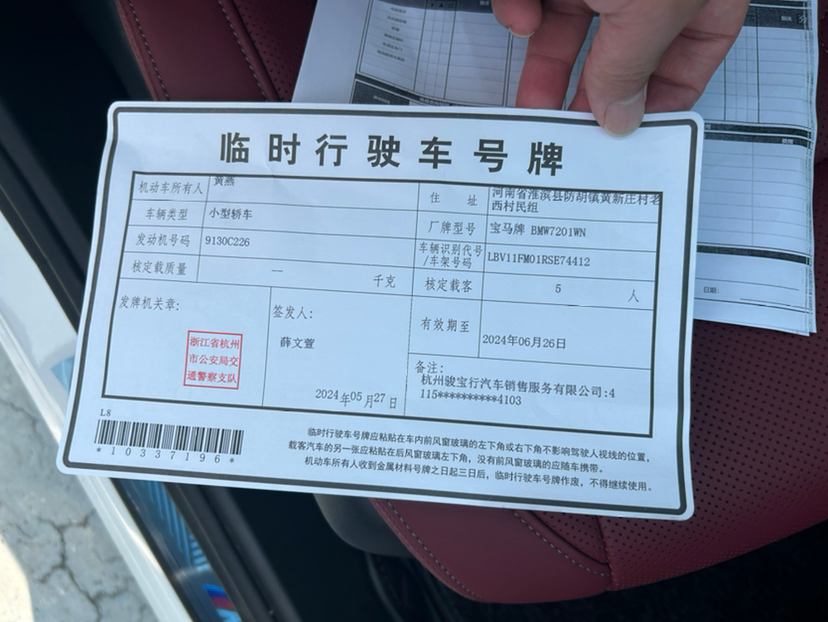 临时行驶车号牌
机动车所有人 黄燕
住 址 河南省淮滨县防胡镇黄新庄村老
西村民组
车辆类型 小型轿车
厂牌型号 宝马牌 BMW7201WN
发动机号码 9130C226
车辆识别代号
/车架号码 LBV11FM01RSE74412
核定载质量 — 千克
核定载客 5 人
发牌机关章:
浙江省杭州
市公安局交
通警察支队
签发人:
薛文萱
2024年05月27日
有效期至 2024年06月26日
备注:
杭州骏宝行汽车销售服务有限公司:4
115**********4103
L8
*10337196*
临时行驶车号牌应粘贴在车内前风窗玻璃的左下角或右下角不影响驾驶人视线的位置,
载客汽车的另一张应粘贴在后风窗玻璃左下角,没有前风窗玻璃的应随车携带。
机动车所有人收到金属材料号牌之日起三日后,临时行驶车号牌作废,不得继续使用。
日期:
M